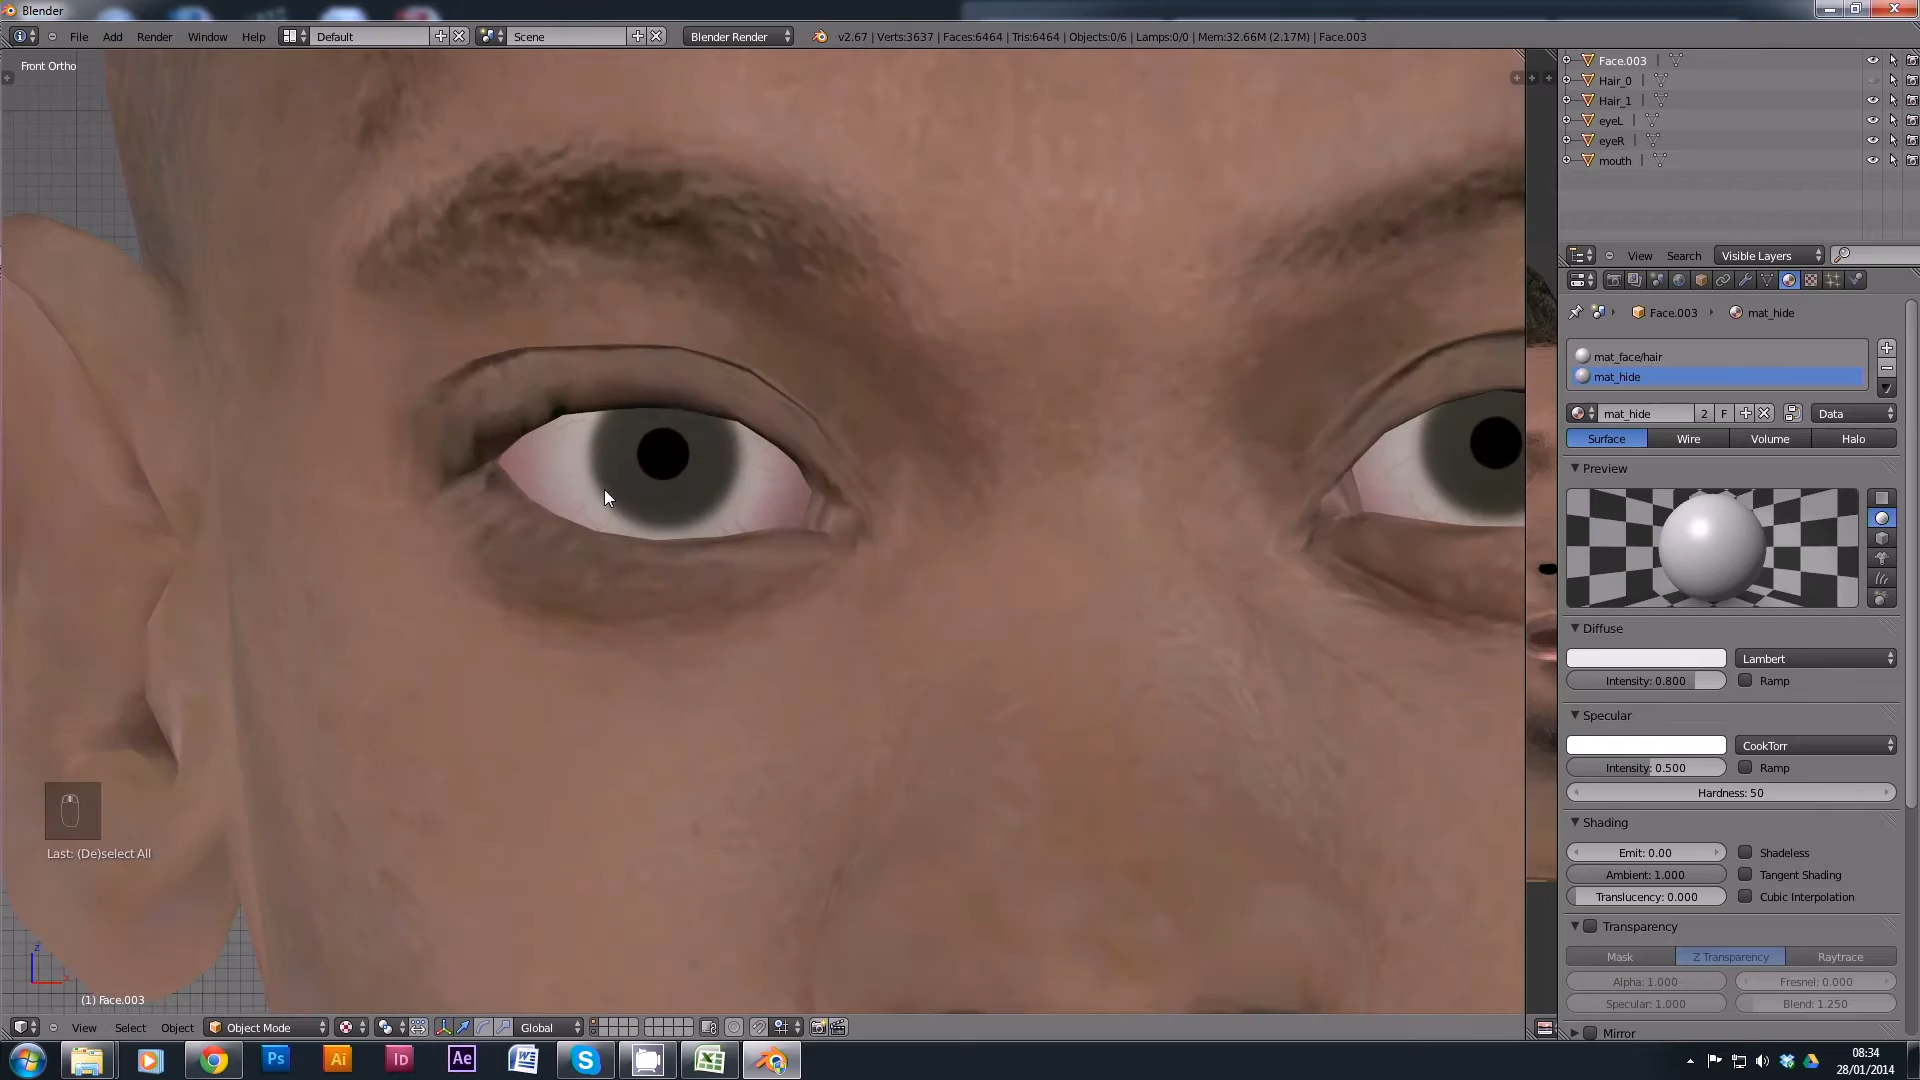 Blender
File Add Render Window Help Default Scene Blender Render v2.67 | Verts:3637 | Faces:6464 | Tris:6464 | Objects:0/6 | Lamps:0/0 | Mem:32.66M (2.17M) | Face.003
Front Ortho
Face.003
Hair_0
Hair_1
eyeL
eyeR
mouth
View Search Visible Layers
Face.003 mat_hide
mat_face/hair
mat_hide
mat_hide 2 F Data
Surface Wire Volume Halo
Preview
Diffuse
Lambert
Intensity: 0.800 Ramp
Specular
CookTorr
Intensity: 0.500 Ramp
Hardness: 50
Shading
Emit: 0.00 Shadeless
Ambient: 1.000 Tangent Shading
Translucency: 0.000 Cubic Interpolation
Transparency
Mask Z Transparency Raytrace
Alpha: 1.000 Fresnel: 0.000
Specular: 1.000 Blend: 1.250
Mirror
Last: (De)select All
(1) Face.003
View Select Object Object Mode Global
Ps Ai Id Ae
08:34
28/01/2014